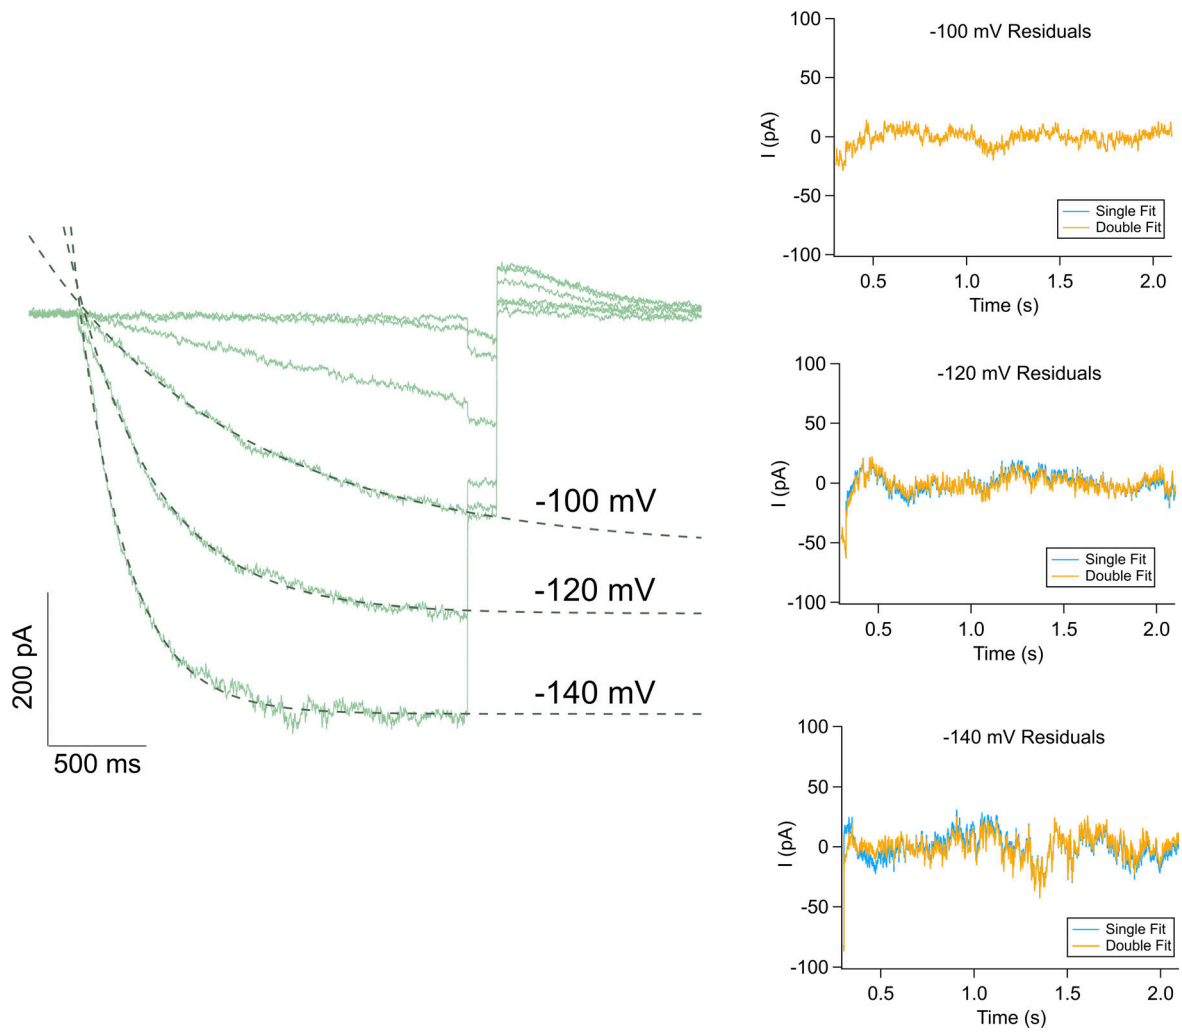 -100 mV
-120 mV
-140 mV
200 pA
500 ms
-100 mV Residuals
100
50
0
-50
-100
I (pA)
Single Fit
Double Fit
0.5 1.0 1.5 2.0
Time (s)
-120 mV Residuals
100
50
0
-50
-100
I (pA)
Single Fit
Double Fit
0.5 1.0 1.5 2.0
Time (s)
-140 mV Residuals
100
50
0
-50
-100
I (pA)
Single Fit
Double Fit
0.5 1.0 1.5 2.0
Time (s)